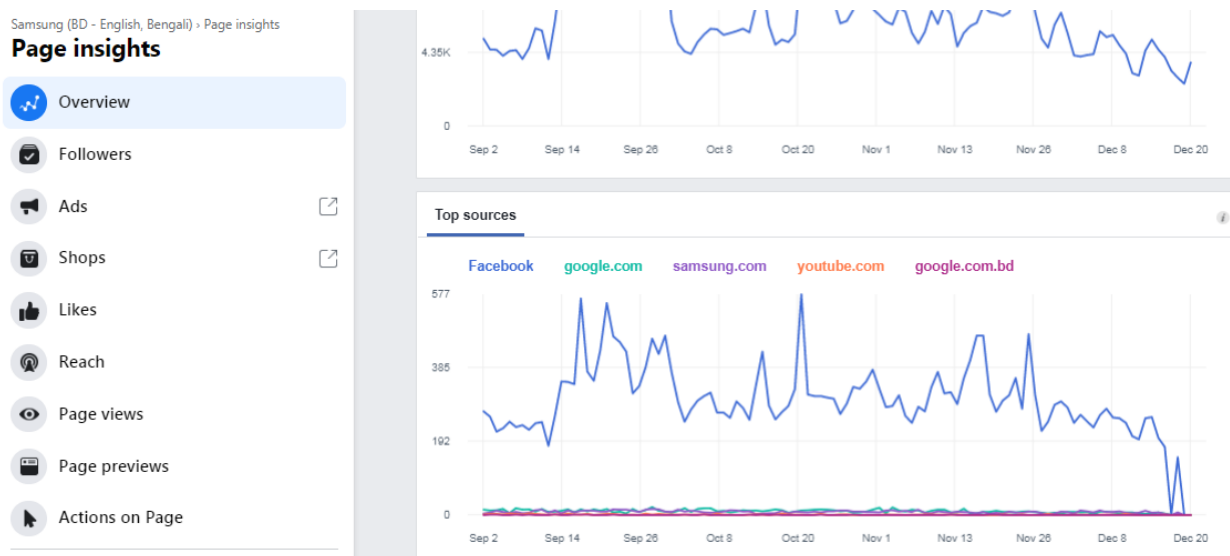 Samsung (BD - English, Bengali) › Page insights
Page insights
Overview
Followers
Ads
Shops
Likes
Reach
Page views
Page previews
Actions on Page
4.35K
0
Sep 2 Sep 14 Sep 26 Oct 8 Oct 20 Nov 1 Nov 13 Nov 26 Dec 8 Dec 20
Top sources
Facebook google.com samsung.com youtube.com google.com.bd
577
385
192
0
Sep 2 Sep 14 Sep 26 Oct 8 Oct 20 Nov 1 Nov 13 Nov 26 Dec 8 Dec 20